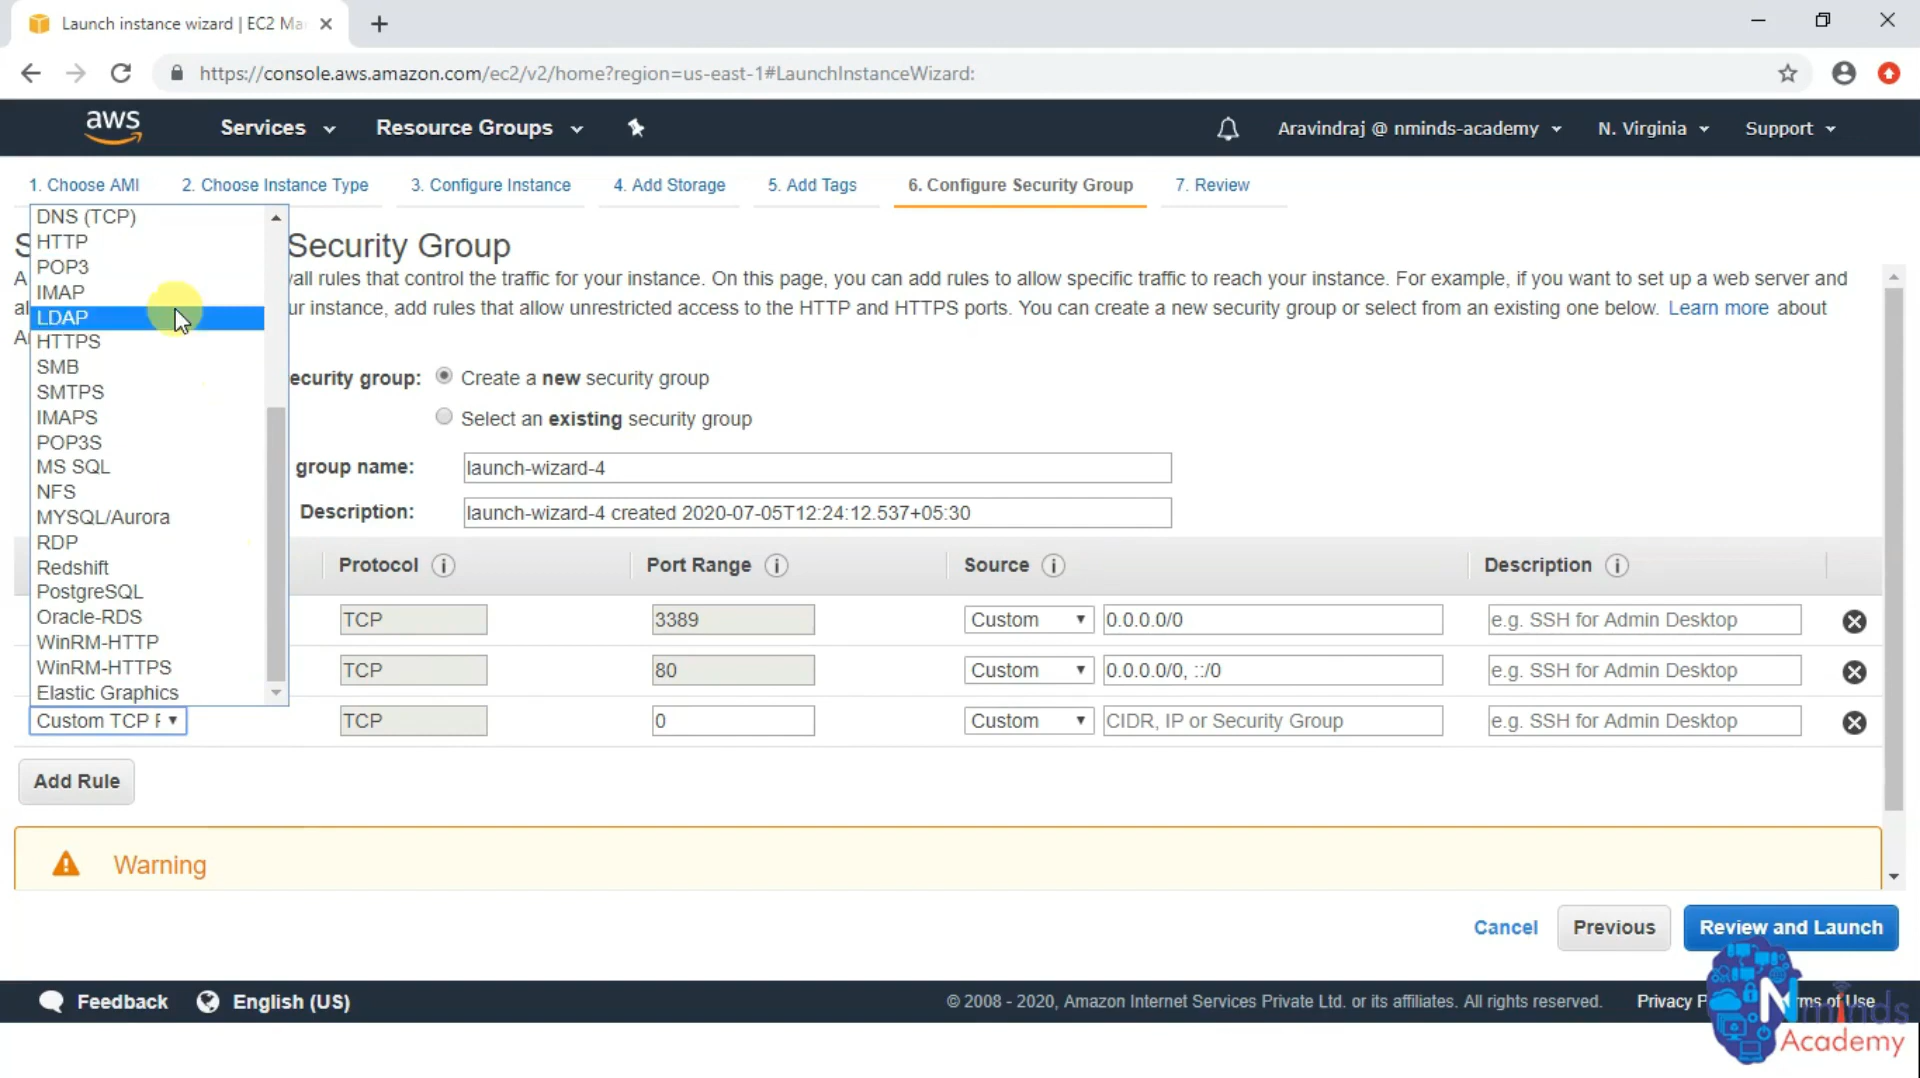 Launch instance wizard | EC2 Ma
https://console.aws.amazon.com/ec2/v2/home?region=us-east-1#LaunchInstanceWizard:
aws Services Resource Groups Aravindraj @ nminds-academy N. Virginia Support
1. Choose AMI 2. Choose Instance Type 3. Configure Instance 4. Add Storage 5. Add Tags 6. Configure Security Group 7. Review
DNS (TCP)
HTTP
POP3
IMAP
LDAP
HTTPS
SMB
SMTPS
IMAPS
POP3S
MS SQL
NFS
MYSQL/Aurora
RDP
Redshift
PostgreSQL
Oracle-RDS
WinRM-HTTP
WinRM-HTTPS
Elastic Graphics
Custom TCP
S Security Group
A vall rules that control the traffic for your instance. On this page, you can add rules to allow specific traffic to reach your instance. For example, if you want to set up a web server and
al ur instance, add rules that allow unrestricted access to the HTTP and HTTPS ports. You can create a new security group or select from an existing one below. Learn more about
A
ecurity group: Create a new security group
Select an existing security group
group name: launch-wizard-4
Description: launch-wizard-4 created 2020-07-05T12:24:12.537+05:30
Protocol i Port Range i Source i Description i
TCP 3389 Custom 0.0.0.0/0 e.g. SSH for Admin Desktop
TCP 80 Custom 0.0.0.0/0, ::/0 e.g. SSH for Admin Desktop
TCP 0 Custom CIDR, IP or Security Group e.g. SSH for Admin Desktop
Add Rule
Warning
Cancel Previous Review and Launch
Feedback English (US) © 2008 - 2020, Amazon Internet Services Private Ltd. or its affiliates. All rights reserved. Privacy P ms of Use
Nminds
Academy